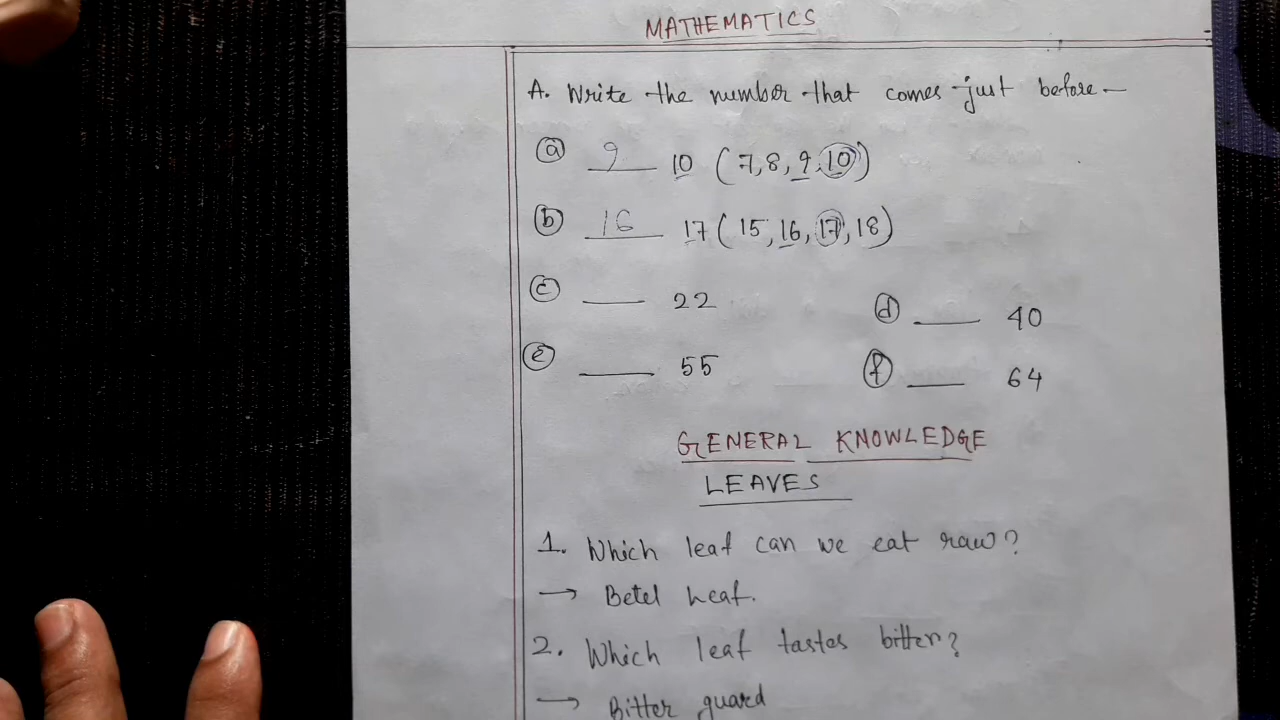 MATHEMATICS
A. Write the number that comes just before -
(a) 9 10 (7, 8, 9, 10)
(b) 16 17 (15, 16, 17, 18)
(c) ___ 22 (d) ___ 40
(e) ___ 55 (f) ___ 64
GENERAL KNOWLEDGE
LEAVES
1. Which leaf can we eat raw?
→ Betel leaf.
2. Which leaf tastes bitter?
→ Bitter guard